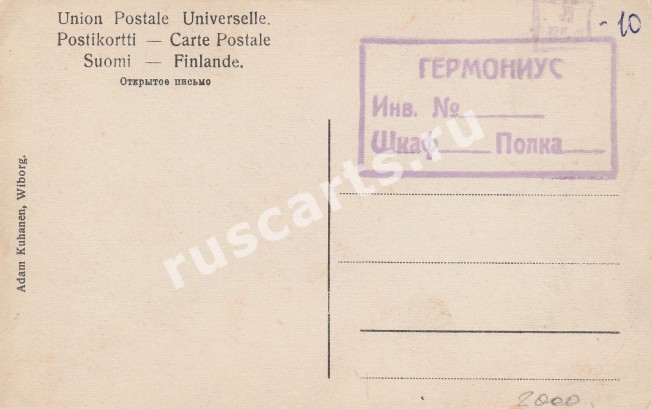 Union Postale Universelle.
Postikortti — Carte Postale
Suomi — Finlande.
Открытое письмо
-10
ГЕРМОНИУС
Инв. №
Шкаф Полка
Adam Kuhanen, Wiborg.
ruscarts.ru
2000.